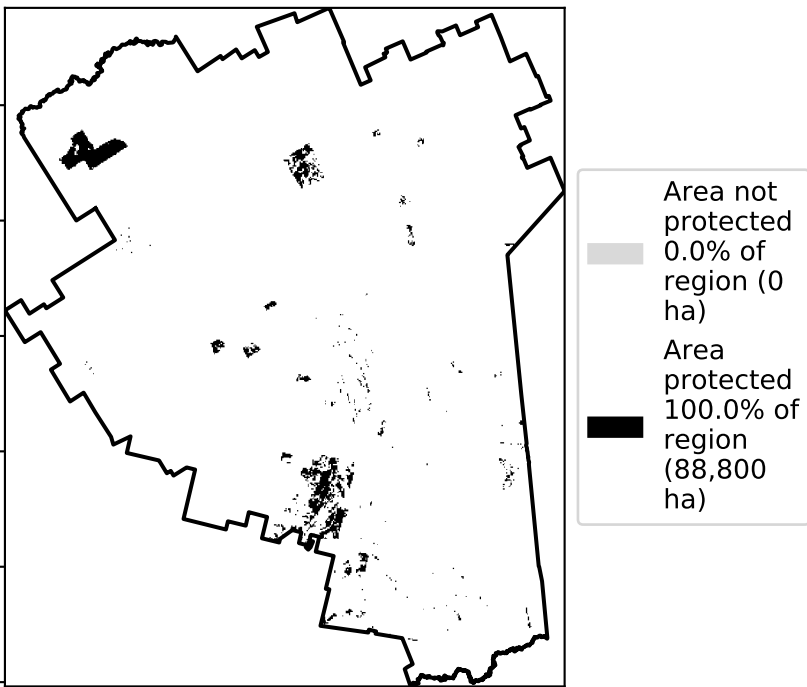 Area not
protected
0.0% of
region (0
ha)
Area
protected
100.0% of
region
(88,800
ha)